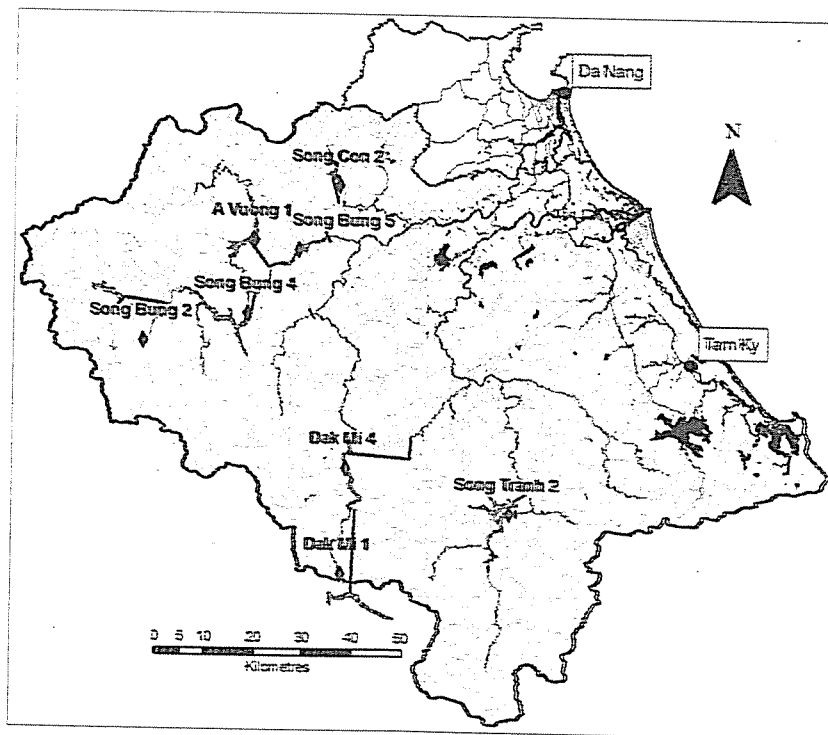 Da Nang
N
Song Con 2
A Vuong 1
Song Bung 5
Song Bung 4
Song Bung 2
Tam Ky
Dak Mi 4
Song Tranh 2
Dak Mi 1
0 5 10 20 30 40 50
Kilometres